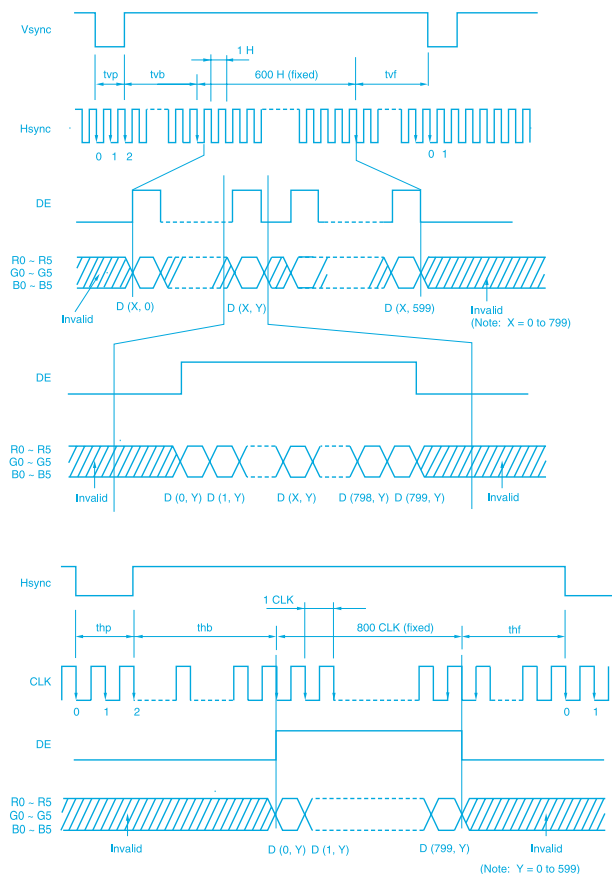 Vsync
1 H
tvp
tvb
600 H (fixed)
tvf
Hsync
0 1 2
0 1
DE
R0 ~ R5
G0 ~ G5
B0 ~ B5
Invalid
D (X, 0)
D (X, Y)
D (X, 599)
Invalid
(Note: X = 0 to 799)
DE
R0 ~ R5
G0 ~ G5
B0 ~ B5
Invalid
D (0, Y)
D (1, Y)
D (X, Y)
D (798, Y)
D (799, Y)
Invalid
Hsync
1 CLK
thp
thb
800 CLK (fixed)
thf
CLK
0 1 2
0 1
DE
R0 ~ R5
G0 ~ G5
B0 ~ B5
Invalid
D (0, Y)
D (1, Y)
D (799, Y)
Invalid
(Note: Y = 0 to 599)